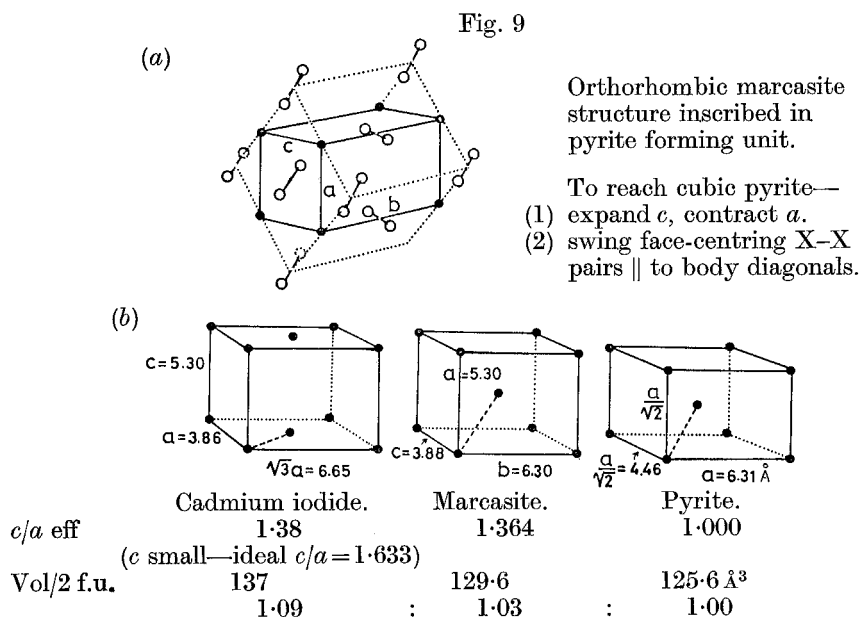 Fig. 9
(a)
Orthorhombic marcasite
structure inscribed in
pyrite forming unit.
To reach cubic pyrite—
(1) expand c, contract a.
(2) swing face-centring X–X
pairs ∥ to body diagonals.
c
a
b
(b)
c=5.30
a=3.86
√3a=6.65
a=5.30
c=3.88
b=6.30
a/√2
a/√2=4.46
a=6.31 Å
Cadmium iodide. Marcasite. Pyrite.
c/a eff 1·38 1·364 1·000
(c small—ideal c/a=1·633)
Vol/2 f.u. 137 129·6 125·6 Å³
1·09 : 1·03 : 1·00